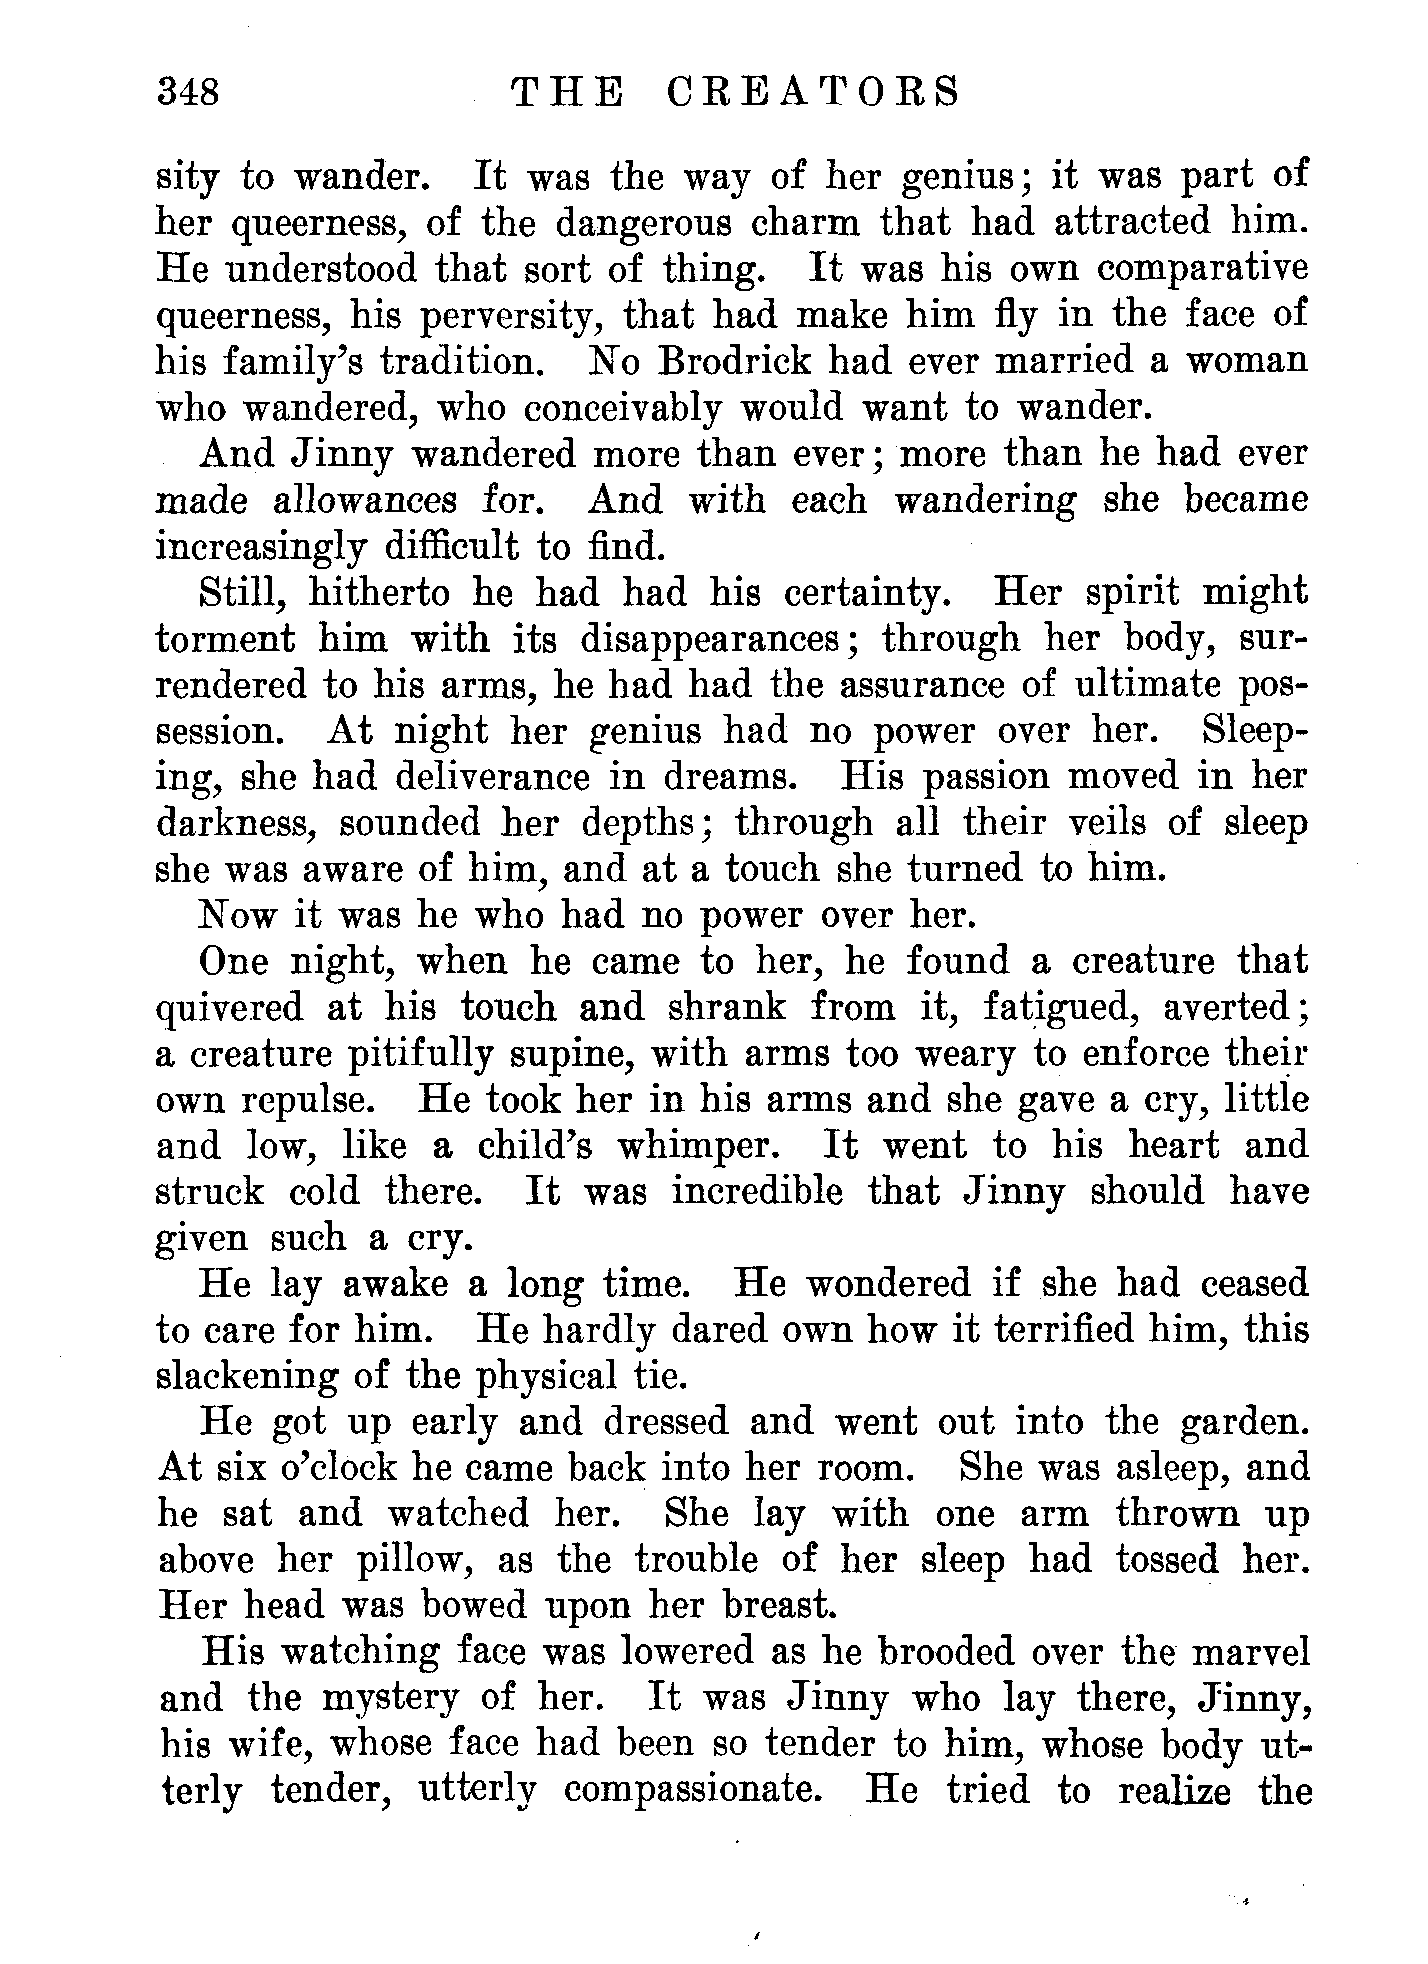 348 THE CREATORS
sity to wander. It was the way of her genius; it was part of
her queerness, of the dangerous charm that had attracted him.
He understood that sort of thing. It was his own comparative
queerness, his perversity, that had make him fly in the face of
his family's tradition. No Brodrick had ever married a woman
who wandered, who conceivably would want to wander.
And Jinny wandered more than ever; more than he had ever
made allowances for. And with each wandering she became
increasingly difficult to find.
Still, hitherto he had had his certainty. Her spirit might
torment him with its disappearances; through her body, sur-
rendered to his arms, he had had the assurance of ultimate pos-
session. At night her genius had no power over her. Sleep-
ing, she had deliverance in dreams. His passion moved in her
darkness, sounded her depths; through all their veils of sleep
she was aware of him, and at a touch she turned to him.
Now it was he who had no power over her.
One night, when he came to her, he found a creature that
quivered at his touch and shrank from it, fatigued, averted;
a creature pitifully supine, with arms too weary to enforce their
own repulse. He took her in his arms and she gave a cry, little
and low, like a child's whimper. It went to his heart and
struck cold there. It was incredible that Jinny should have
given such a cry.
He lay awake a long time. He wondered if she had ceased
to care for him. He hardly dared own how it terrified him, this
slackening of the physical tie.
He got up early and dressed and went out into the garden.
At six o'clock he came back into her room. She was asleep, and
he sat and watched her. She lay with one arm thrown up
above her pillow, as the trouble of her sleep had tossed her.
Her head was bowed upon her breast.
His watching face was lowered as he brooded over the marvel
and the mystery of her. It was Jinny who lay there, Jinny,
his wife, whose face had been so tender to him, whose body ut-
terly tender, utterly compassionate. He tried to realize the